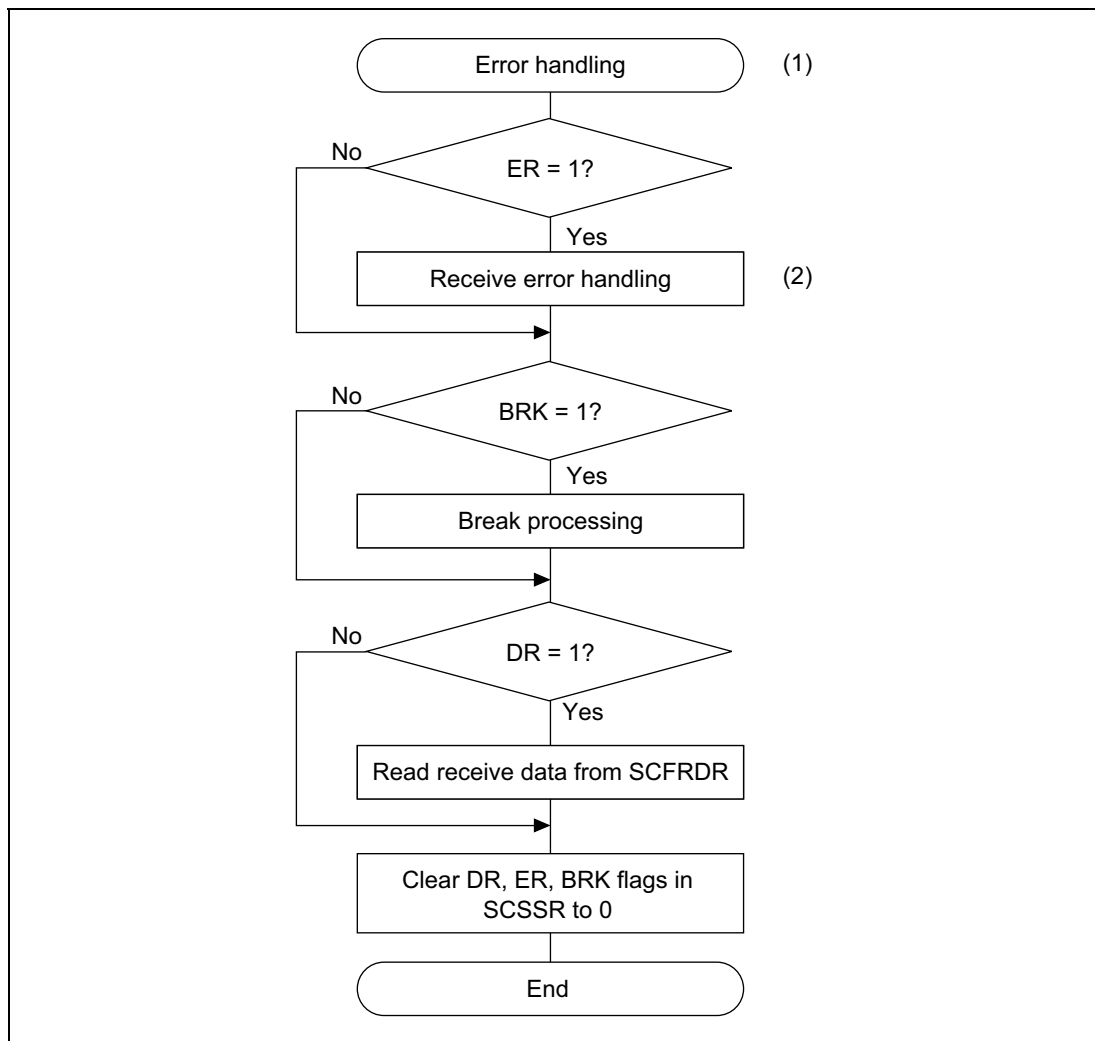 Error handling (1)
ER = 1?
No
Yes
Receive error handling (2)
BRK = 1?
No
Yes
Break processing
DR = 1?
No
Yes
Read receive data from SCFRDR
Clear DR, ER, BRK flags in
SCSSR to 0
End